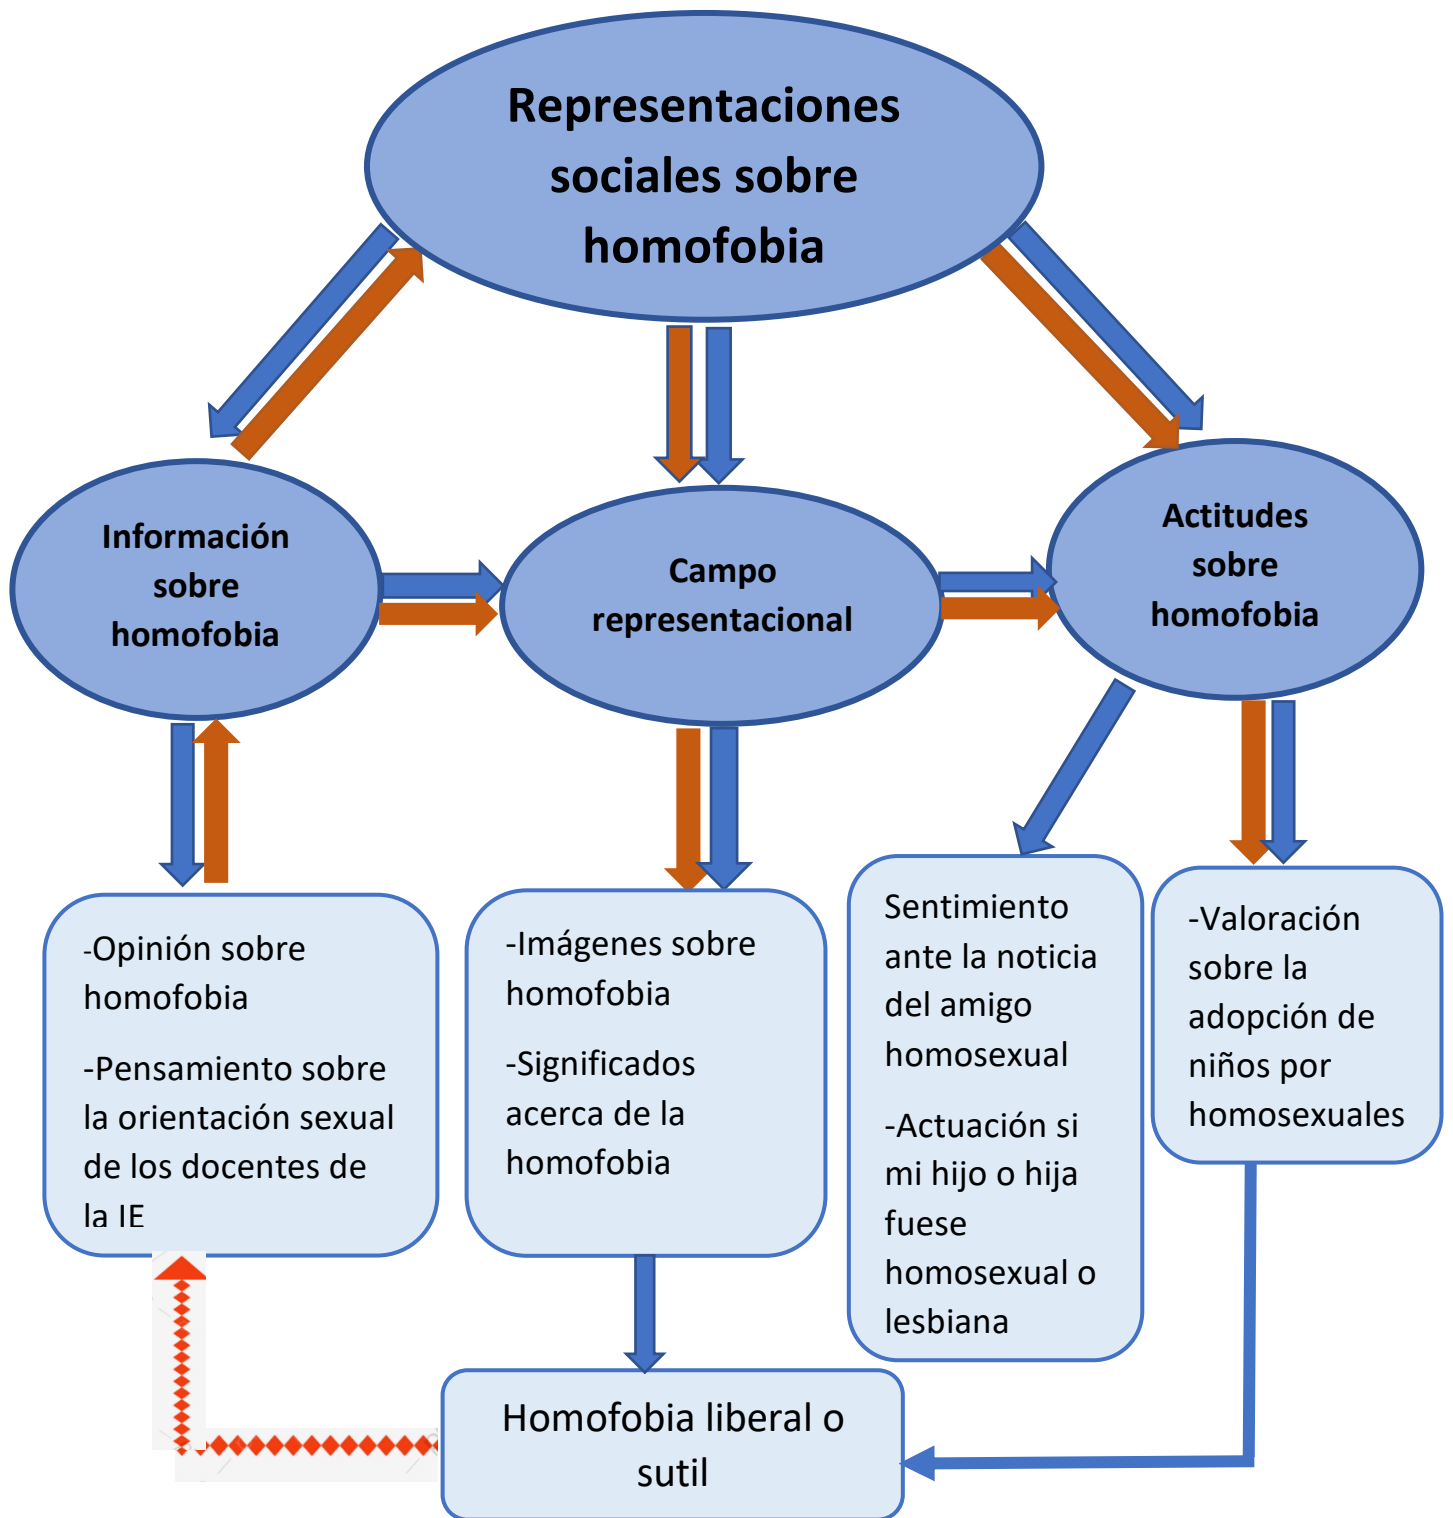 Representaciones
sociales sobre
homofobia
Información
sobre
homofobia
Campo
representacional
Actitudes
sobre
homofobia
-Opinión sobre
homofobia
-Pensamiento sobre
la orientación sexual
de los docentes de
la IE
-Imágenes sobre
homofobia
-Significados
acerca de la
homofobia
Sentimiento
ante la noticia
del amigo
homosexual
-Actuación si
mi hijo o hija
fuese
homosexual o
lesbiana
-Valoración
sobre la
adopción de
niños por
homosexuales
Homofobia liberal o
sutil